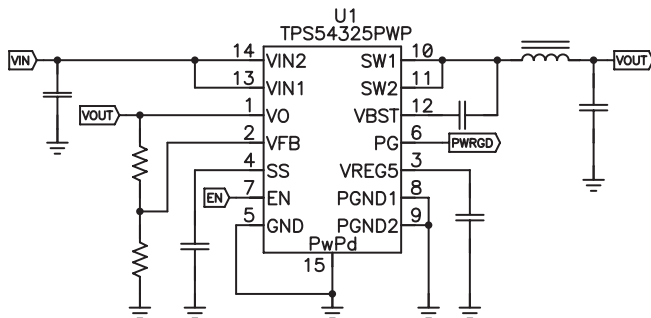 U1
TPS54325PWP
VIN
14 VIN2 SW1 10
VOUT
13 VIN1 SW2 11
VOUT
1 VO VBST 12
2 VFB PG 6
PWRGD
4 SS VREG5 3
EN
7 EN PGND1 8
5 GND PGND2 9
PwPd
15